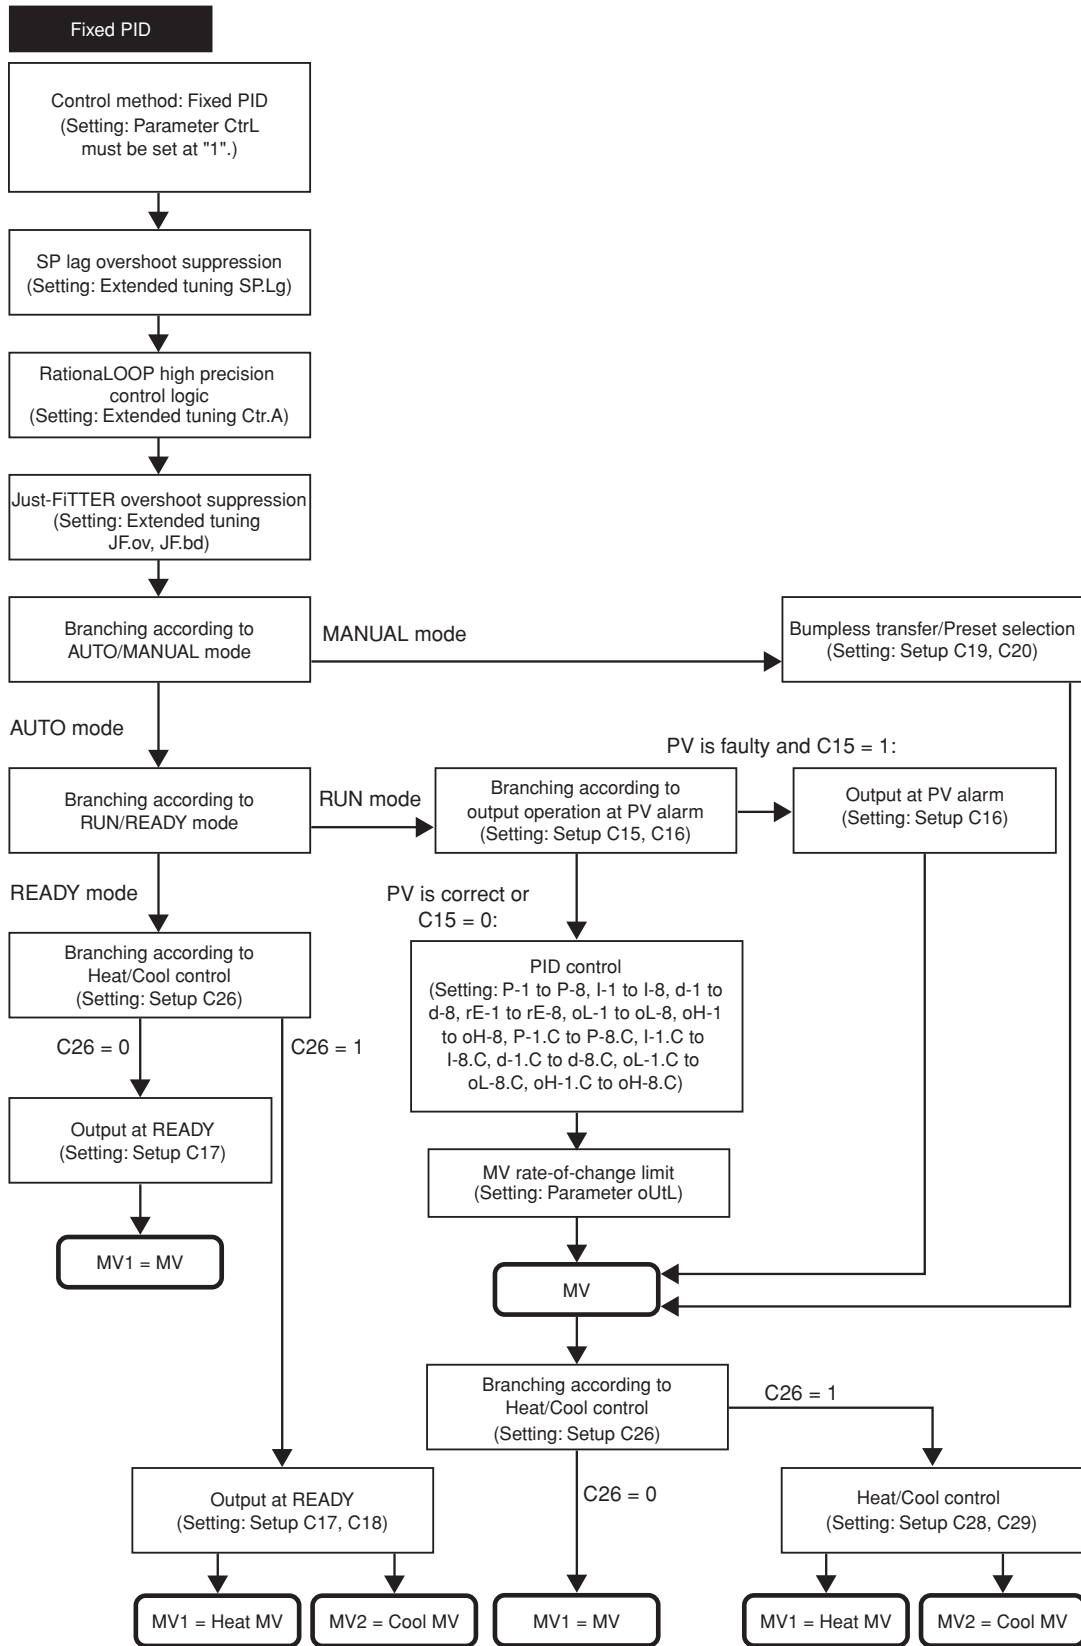 Fixed PID
Control method: Fixed PID
(Setting: Parameter CtrL
must be set at "1".)
SP lag overshoot suppression
(Setting: Extended tuning SP.Lg)
RationaLOOP high precision
control logic
(Setting: Extended tuning Ctr.A)
Just-FiTTER overshoot suppression
(Setting: Extended tuning
JF.ov, JF.bd)
Branching according to
AUTO/MANUAL mode
MANUAL mode
Bumpless transfer/Preset selection
(Setting: Setup C19, C20)
AUTO mode
PV is faulty and C15 = 1:
Branching according to
RUN/READY mode
RUN mode
Branching according to
output operation at PV alarm
(Setting: Setup C15, C16)
Output at PV alarm
(Setting: Setup C16)
READY mode
PV is correct or
C15 = 0:
Branching according to
Heat/Cool control
(Setting: Setup C26)
PID control
(Setting: P-1 to P-8, I-1 to I-8, d-1 to
d-8, rE-1 to rE-8, oL-1 to oL-8, oH-1
to oH-8, P-1.C to P-8.C, I-1.C to
I-8.C, d-1.C to d-8.C, oL-1.C to
oL-8.C, oH-1.C to oH-8.C)
C26 = 0
C26 = 1
Output at READY
(Setting: Setup C17)
MV rate-of-change limit
(Setting: Parameter oUtL)
MV1 = MV
MV
Branching according to
Heat/Cool control
(Setting: Setup C26)
C26 = 1
C26 = 0
Output at READY
(Setting: Setup C17, C18)
Heat/Cool control
(Setting: Setup C28, C29)
MV1 = Heat MV
MV2 = Cool MV
MV1 = MV
MV1 = Heat MV
MV2 = Cool MV